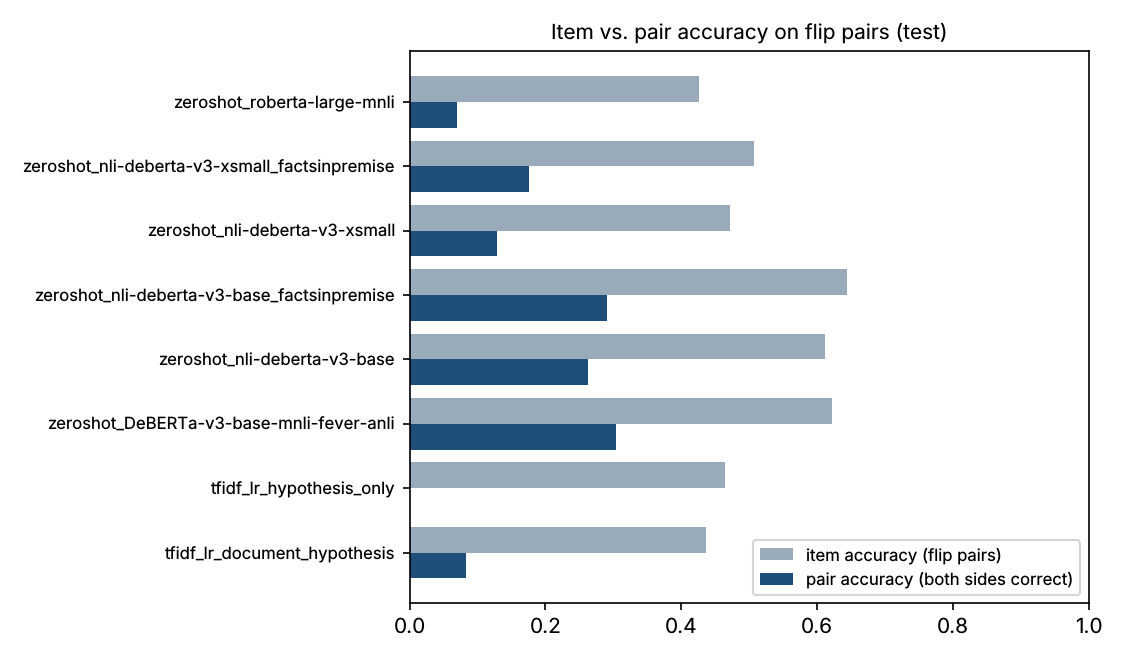 Item vs. pair accuracy on flip pairs (test)
zeroshot_roberta-large-mnli
zeroshot_nli-deberta-v3-xsmall_factsinpremise
zeroshot_nli-deberta-v3-xsmall
zeroshot_nli-deberta-v3-base_factsinpremise
zeroshot_nli-deberta-v3-base
zeroshot_DeBERTa-v3-base-mnli-fever-anli
tfidf_lr_hypothesis_only
tfidf_lr_document_hypothesis
item accuracy (flip pairs)
pair accuracy (both sides correct)
0.0 0.2 0.4 0.6 0.8 1.0